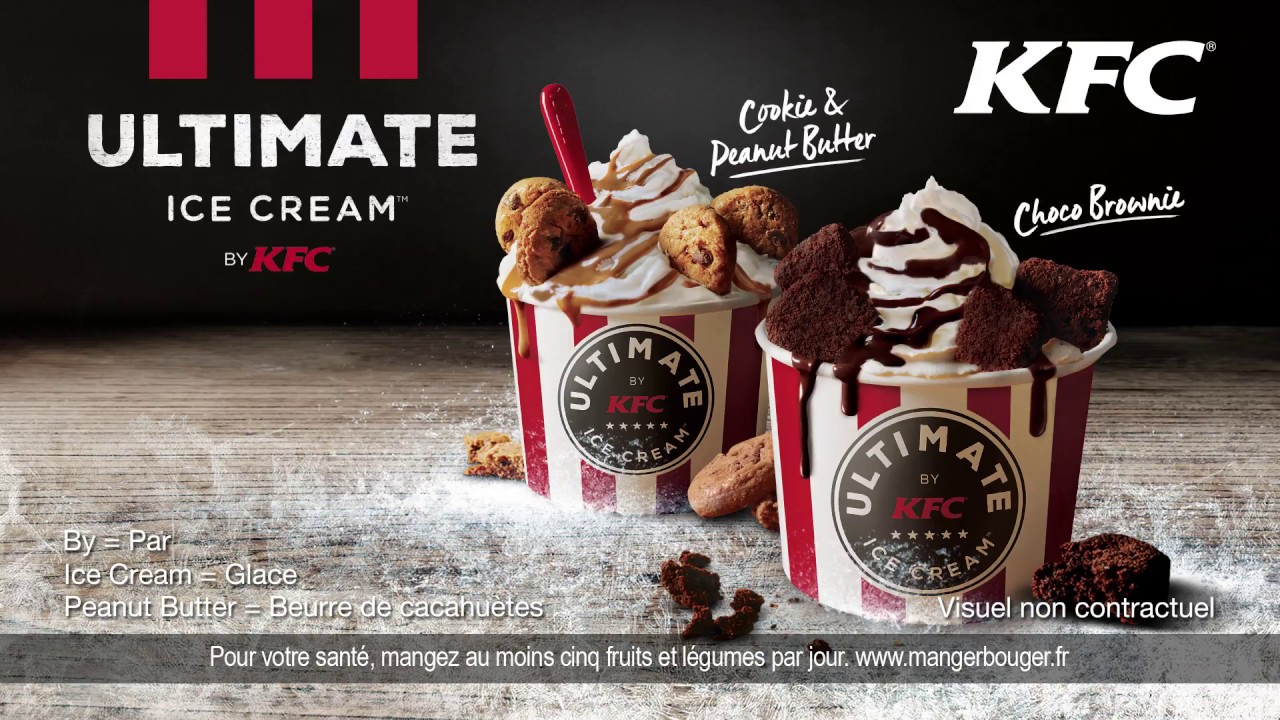 ULTIMATE
ICE CREAM™
BY KFC
Cookie &
Peanut Butter
KFC®
Choco Brownie
ULTIMATE
BY
KFC
ICE CREAM
ULTIMATE
BY
KFC
ICE CREAM
By = Par
Ice Cream = Glace
Peanut Butter = Beurre de cacahuètes
Visuel non contractuel
Pour votre santé, mangez au moins cinq fruits et légumes par jour. www.mangerbouger.fr